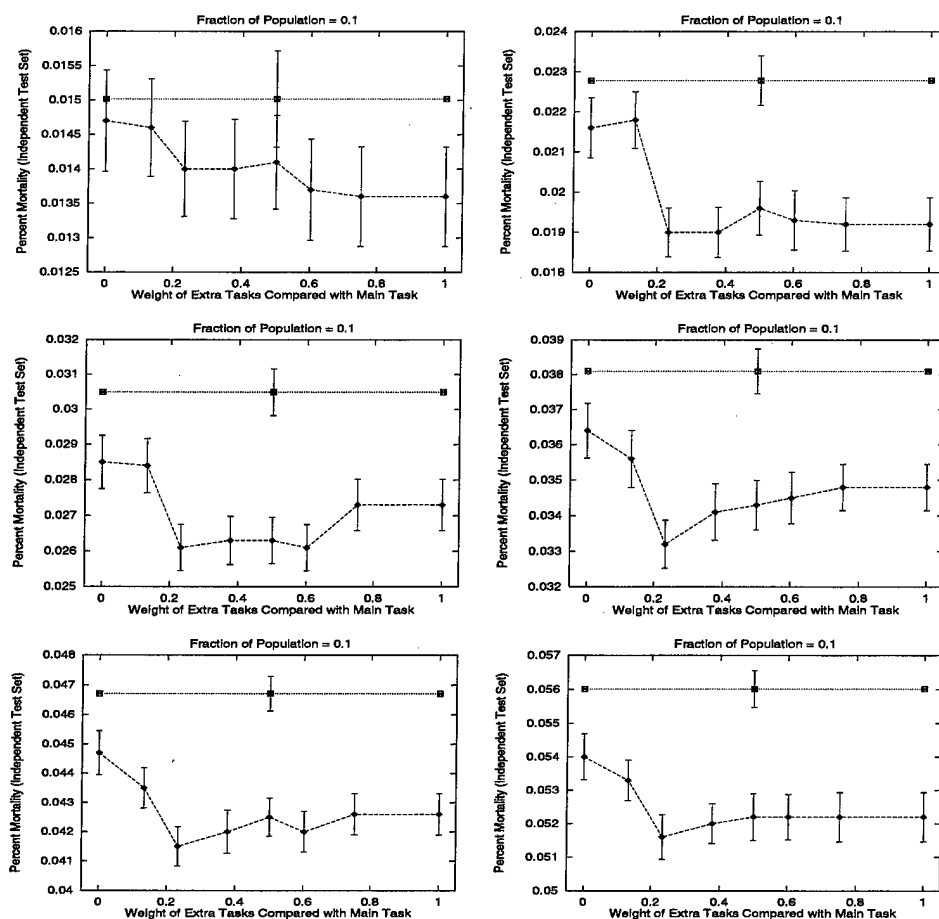 Fraction of Population = 0.1
Percent Mortality (Independent Test Set)
0.016
0.0155
0.015
0.0145
0.014
0.0135
0.013
0.0125
0 0.2 0.4 0.6 0.8 1
Weight of Extra Tasks Compared with Main Task
Fraction of Population = 0.1
Percent Mortality (Independent Test Set)
0.024
0.023
0.022
0.021
0.02
0.019
0.018
0 0.2 0.4 0.6 0.8 1
Weight of Extra Tasks Compared with Main Task
Fraction of Population = 0.1
Percent Mortality (Independent Test Set)
0.032
0.031
0.03
0.029
0.028
0.027
0.026
0.025
0 0.2 0.4 0.6 0.8 1
Weight of Extra Tasks Compared with Main Task
Fraction of Population = 0.1
Percent Mortality (Independent Test Set)
0.039
0.038
0.037
0.036
0.035
0.034
0.033
0.032
0 0.2 0.4 0.6 0.8 1
Weight of Extra Tasks Compared with Main Task
Fraction of Population = 0.1
Percent Mortality (Independent Test Set)
0.048
0.047
0.046
0.045
0.044
0.043
0.042
0.041
0.04
0 0.2 0.4 0.6 0.8 1
Weight of Extra Tasks Compared with Main Task
Fraction of Population = 0.1
Percent Mortality (Independent Test Set)
0.057
0.056
0.055
0.054
0.053
0.052
0.051
0.05
0 0.2 0.4 0.6 0.8 1
Weight of Extra Tasks Compared with Main Task